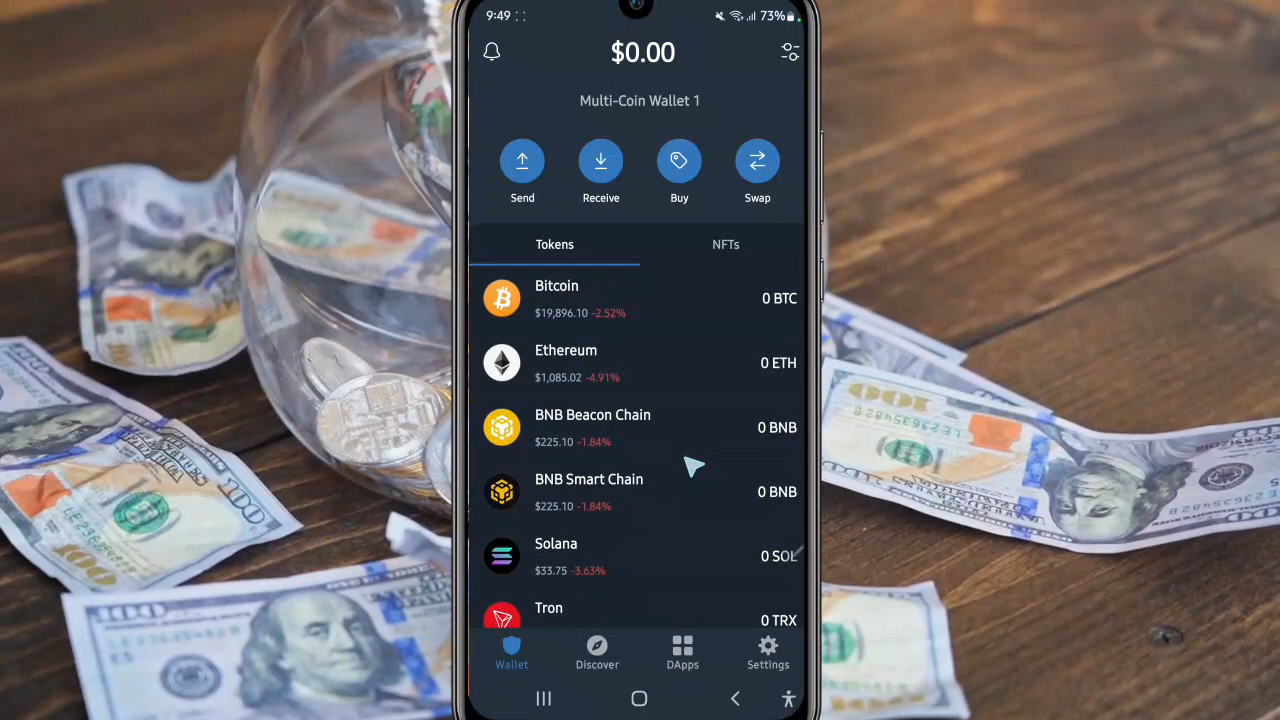 9:49
73%
$0.00
Multi-Coin Wallet 1
Send Receive Buy Swap
Tokens NFTs
Bitcoin
0 BTC
$19,896.10 -2.52%
Ethereum
0 ETH
$1,085.02 -4.91%
BNB Beacon Chain
0 BNB
$225.10 -1.84%
BNB Smart Chain
0 BNB
$225.10 -1.84%
Solana
0 SOL
$33.75 -3.63%
Tron
0 TRX
Wallet Discover DApps Settings
100
100
100